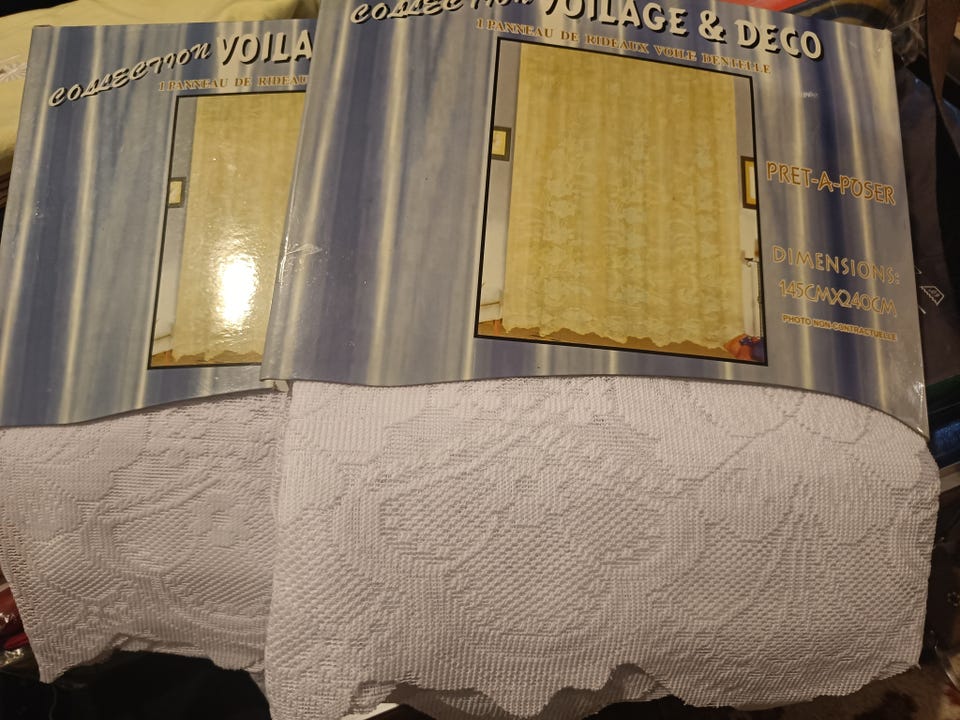 COLLECTION VOILA
1 PANNEAU DE RIDEAU
COLLECTION VOILAGE & DECO
1 PANNEAU DE RIDEAUX VOILE DENTELLE
PRET-A-POSER
DIMENSIONS:
145CMX240CM
PHOTO NON-CONTRACTUELLE